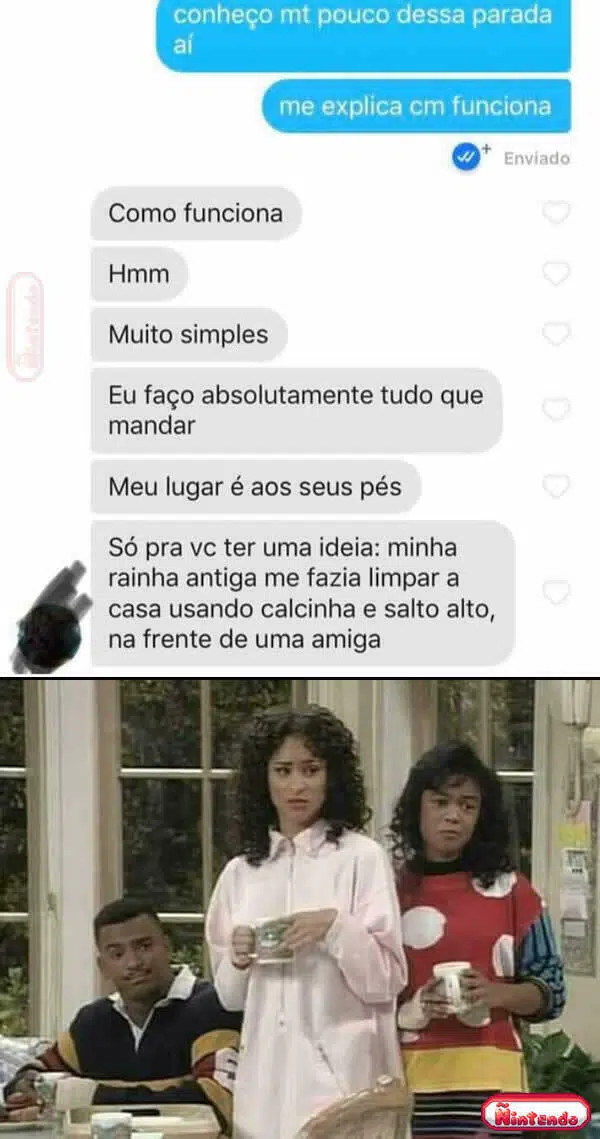 conheço mt pouco dessa parada
aí
me explica cm funciona
Enviado
Como funciona
Hmm
Muito simples
Eu faço absolutamente tudo que
mandar
Meu lugar é aos seus pés
Só pra vc ter uma ideia: minha
rainha antiga me fazia limpar a
casa usando calcinha e salto alto,
na frente de uma amiga
Ñintendo
Ñintendo